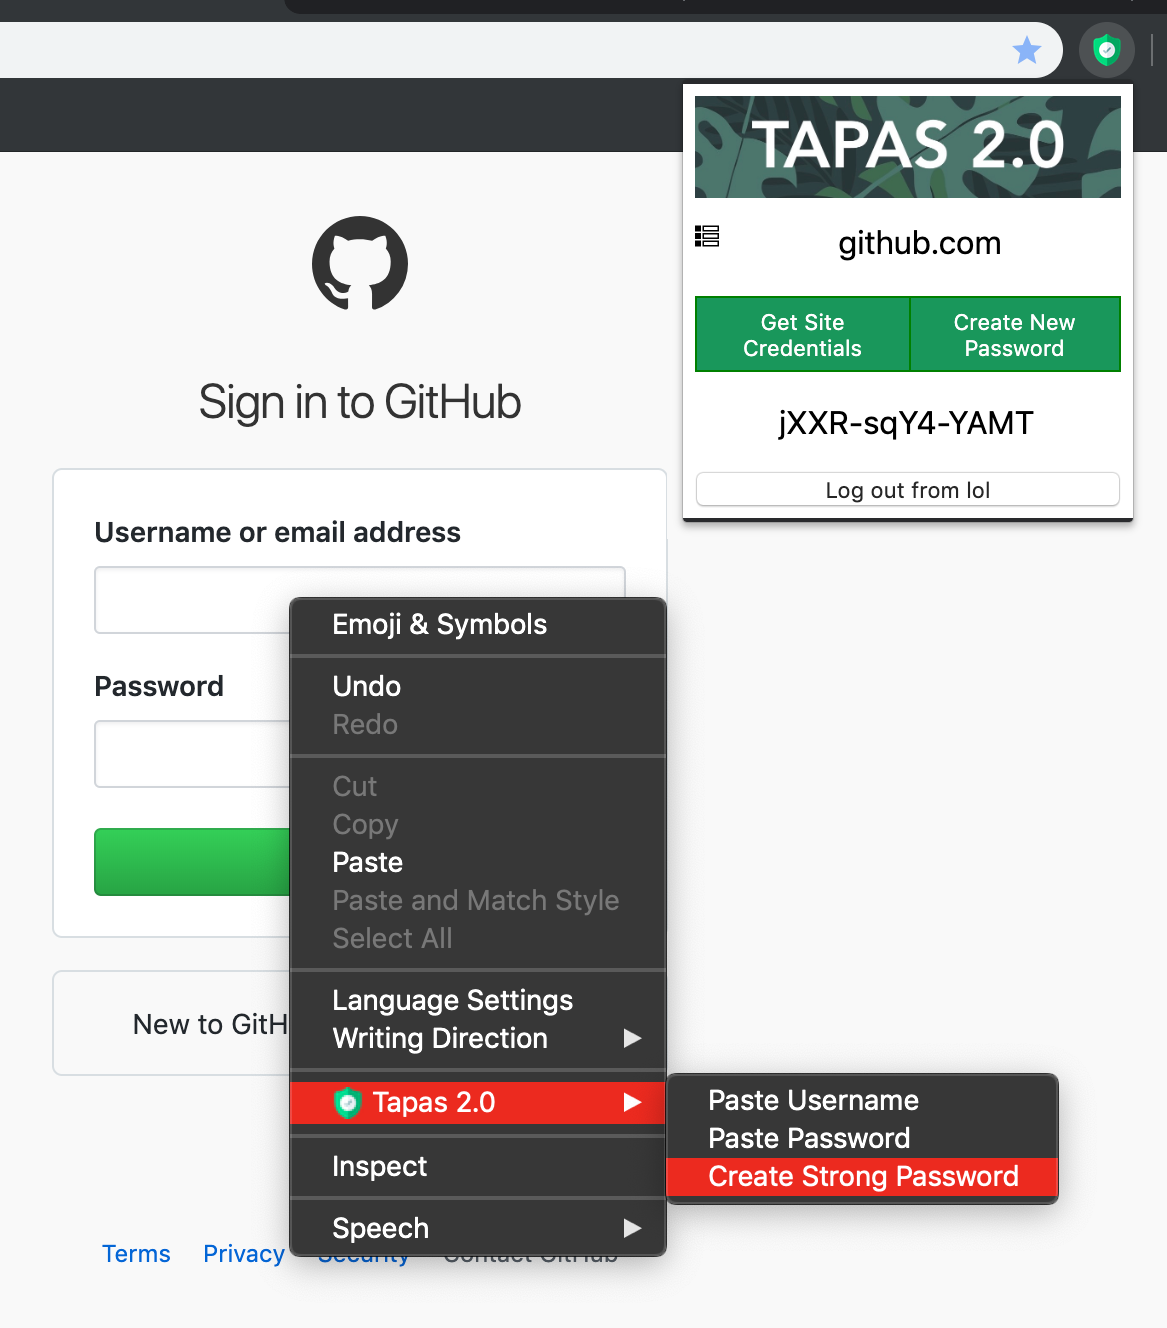 TAPAS 2.0
github.com
Get Site
Credentials
Create New
Password
jXXR-sqY4-YAMT
Log out from lol
Sign in to GitHub
Username or email address
Password
New to GitH
Emoji & Symbols
Undo
Redo
Cut
Copy
Paste
Paste and Match Style
Select All
Language Settings
Writing Direction
Tapas 2.0
Inspect
Speech
Paste Username
Paste Password
Create Strong Password
Terms Privacy Security Contact GitHub